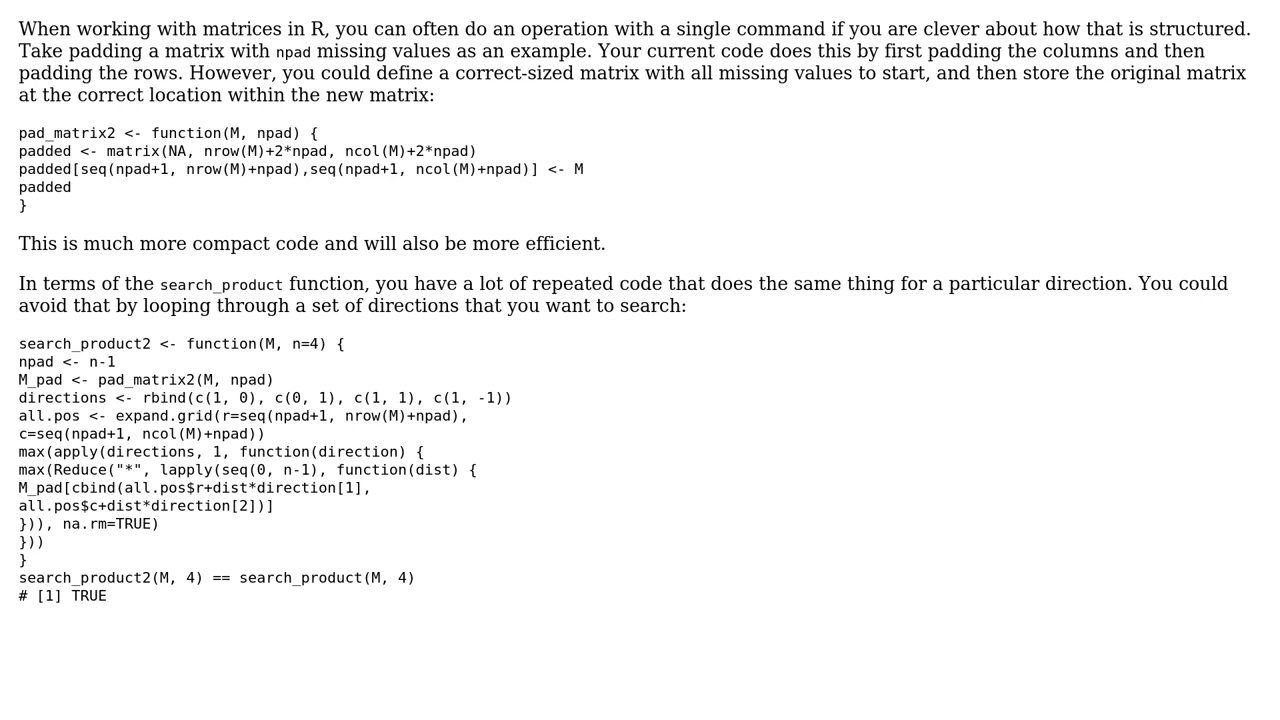 When working with matrices in R, you can often do an operation with a single command if you are clever about how that is structured.
Take padding a matrix with npad missing values as an example. Your current code does this by first padding the columns and then
padding the rows. However, you could define a correct-sized matrix with all missing values to start, and then store the original matrix
at the correct location within the new matrix:
pad_matrix2 <- function(M, npad) {
padded <- matrix(NA, nrow(M)+2*npad, ncol(M)+2*npad)
padded[seq(npad+1, nrow(M)+npad),seq(npad+1, ncol(M)+npad)] <- M
padded
}
This is much more compact code and will also be more efficient.
In terms of the search_product function, you have a lot of repeated code that does the same thing for a particular direction. You could
avoid that by looping through a set of directions that you want to search:
search_product2 <- function(M, n=4) {
npad <- n-1
M_pad <- pad_matrix2(M, npad)
directions <- rbind(c(1, 0), c(0, 1), c(1, 1), c(1, -1))
all.pos <- expand.grid(r=seq(npad+1, nrow(M)+npad),
c=seq(npad+1, ncol(M)+npad))
max(apply(directions, 1, function(direction) {
max(Reduce("*", lapply(seq(0, n-1), function(dist) {
M_pad[cbind(all.pos$r+dist*direction[1],
all.pos$c+dist*direction[2])]
})), na.rm=TRUE)
}))
}
search_product2(M, 4) == search_product(M, 4)
# [1] TRUE